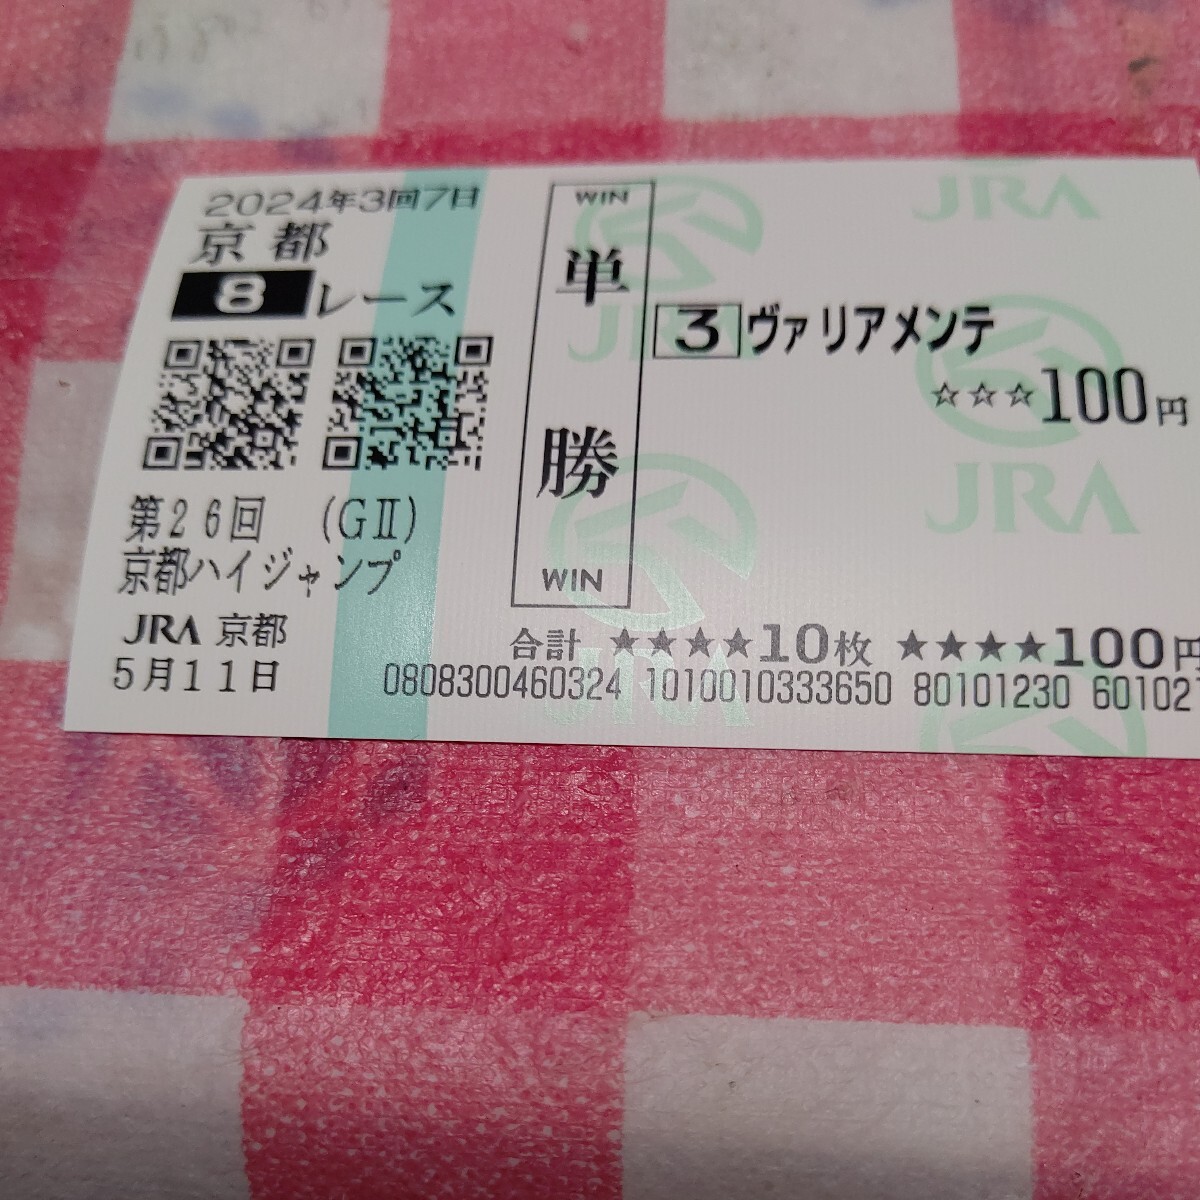 2024年3回7日
京都
8レース
第26回 (GⅡ)
京都ハイジャンプ
JRA 京都
5月11日
WIN
単勝
WIN
3 ヴァリアメンテ
☆☆☆100円
合計 ★★★★10枚 ★★★★100円
0808300460324 1010010333650 80101230 60102
JRA
JRA
JRA
JRA